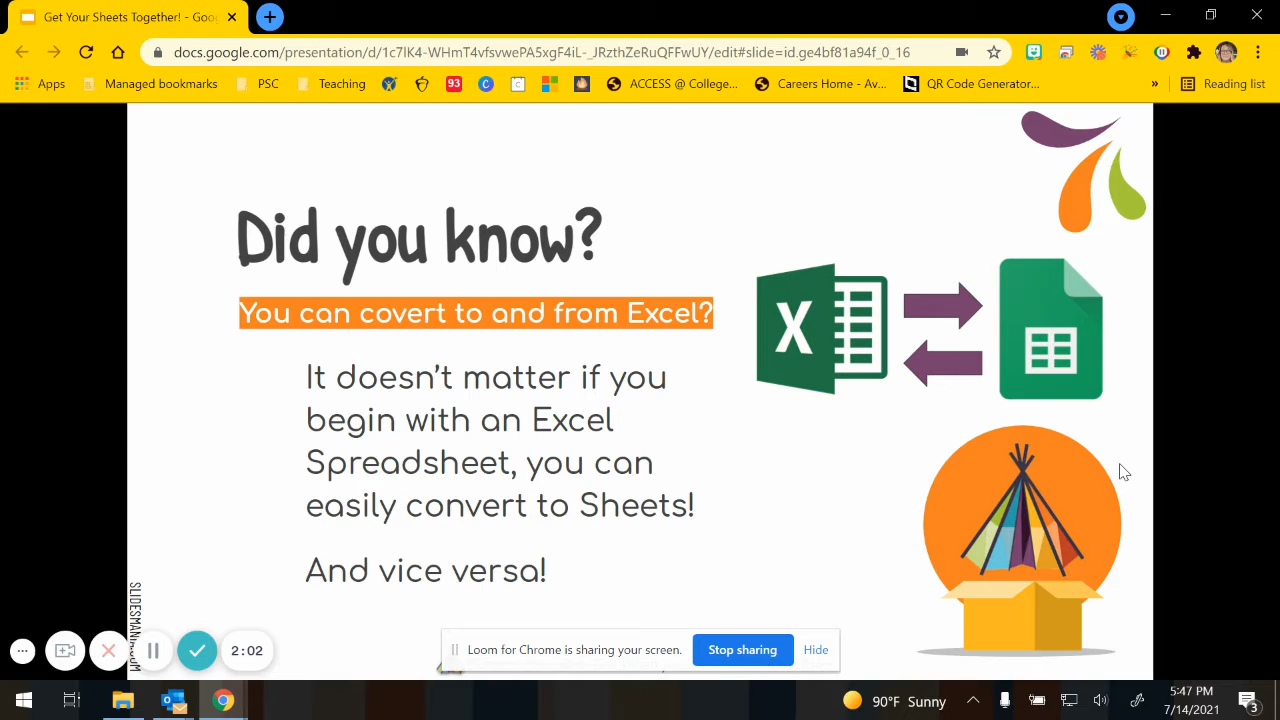 Get Your Sheets Together! - Goo
docs.google.com/presentation/d/1c7IK4-WHmT4vfsvwePA5xgF4iL-_JRzthZeRuQFFwUY/edit#slide=id.ge4bf81a94f_0_16
Apps
Managed bookmarks
PSC
Teaching
93
ACCESS @ College...
Careers Home - Av...
QR Code Generator...
»
Reading list
Did you know?
You can covert to and from Excel?
X
It doesn't matter if you
begin with an Excel
Spreadsheet, you can
easily convert to Sheets!
And vice versa!
SLIDESMANIA.COM
2:02
Loom for Chrome is sharing your screen.
Stop sharing
Hide
90°F Sunny
5:47 PM
7/14/2021
3